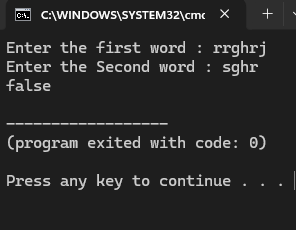 C:\WINDOWS\SYSTEM32\cmc
Enter the first word : rrghrj
Enter the Second word : sghr
false
------------------
(program exited with code: 0)
Press any key to continue . . .